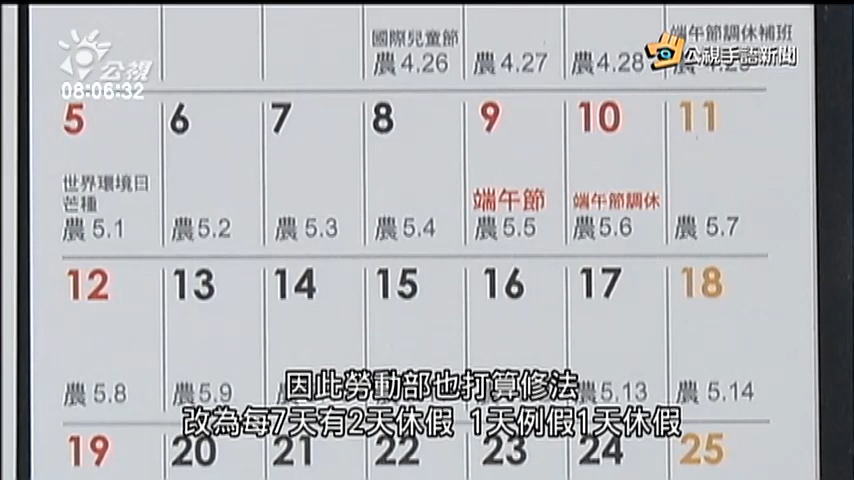 公視
08:06:32
公視手語新聞
國際兒童節 端午節調休補班
農4.26 農4.27 農4.28
5 6 7 8 9 10 11
世界環境日 端午節 端午節調休
芒種
農5.1 農5.2 農5.3 農5.4 農5.5 農5.6 農5.7
12 13 14 15 16 17 18
農5.8 農5.9 農5.13 農5.14
因此勞動部也打算修法
改為每7天有2天休假 1天例假1天休假
19 20 21 22 23 24 25